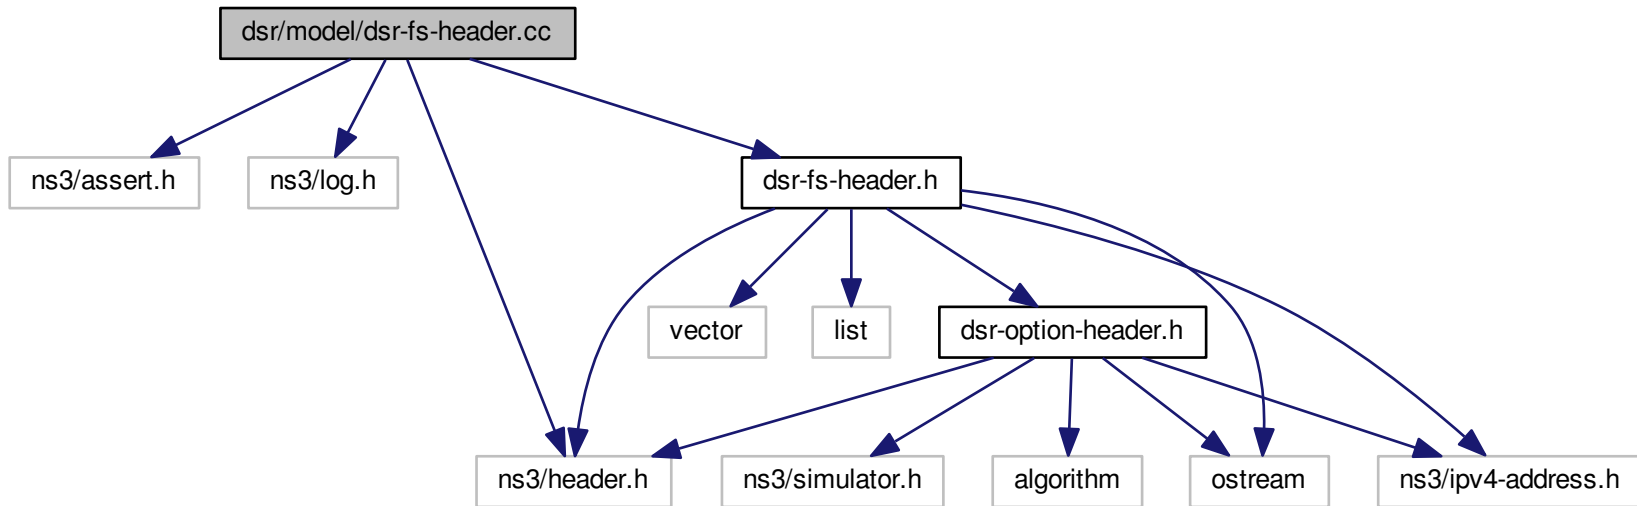 dsr/model/dsr-fs-header.cc
ns3/assert.h
ns3/log.h
dsr-fs-header.h
vector
list
dsr-option-header.h
ns3/header.h
ns3/simulator.h
algorithm
ostream
ns3/ipv4-address.h